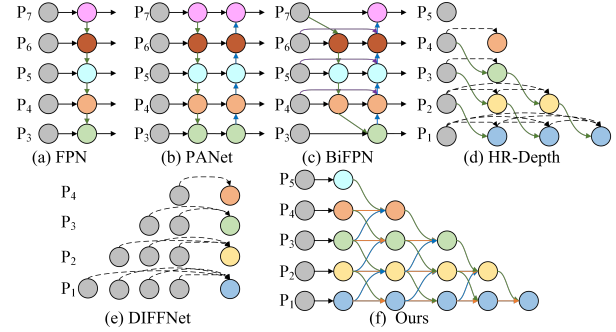 P7
P6
P5
P4
P3
(a) FPN
P7
P6
P5
P4
P3
(b) PANet
P7
P6
P5
P4
P3
(c) BiFPN
P5
P4
P3
P2
P1
(d) HR-Depth
P4
P3
P2
P1
(e) DIFFNet
P5
P4
P3
P2
P1
(f) Ours